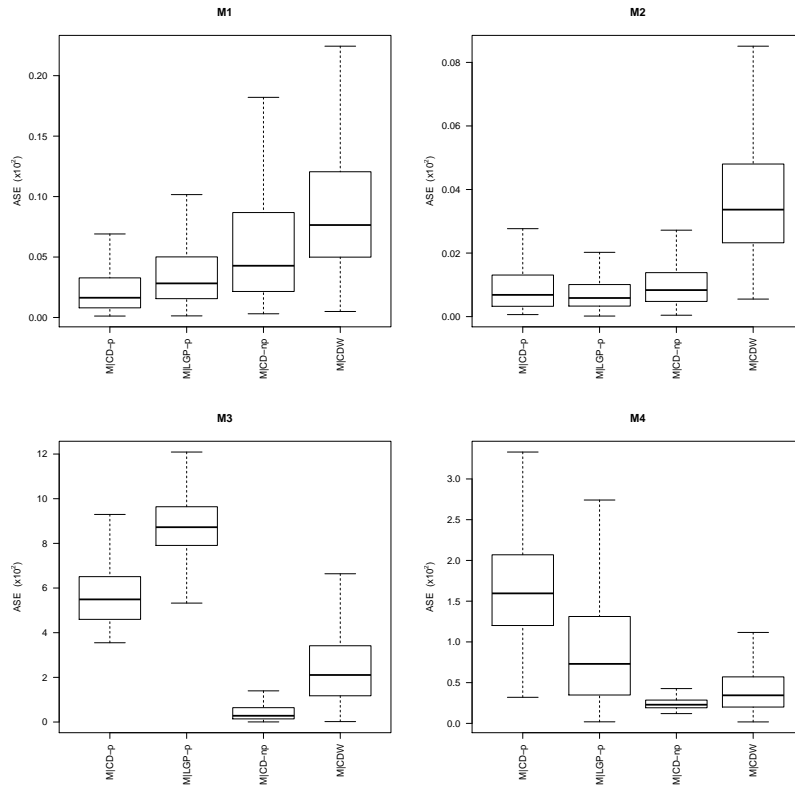 M1
ASE (x10²)
0.20
0.15
0.10
0.05
0.00
M|CD−p
M|LGP−p
M|CD−np
M|CDW
M2
ASE (x10²)
0.08
0.06
0.04
0.02
0.00
M|CD−p
M|LGP−p
M|CD−np
M|CDW
M3
ASE (x10²)
12
10
8
6
4
2
0
M|CD−p
M|LGP−p
M|CD−np
M|CDW
M4
ASE (x10²)
3.0
2.5
2.0
1.5
1.0
0.5
0.0
M|CD−p
M|LGP−p
M|CD−np
M|CDW